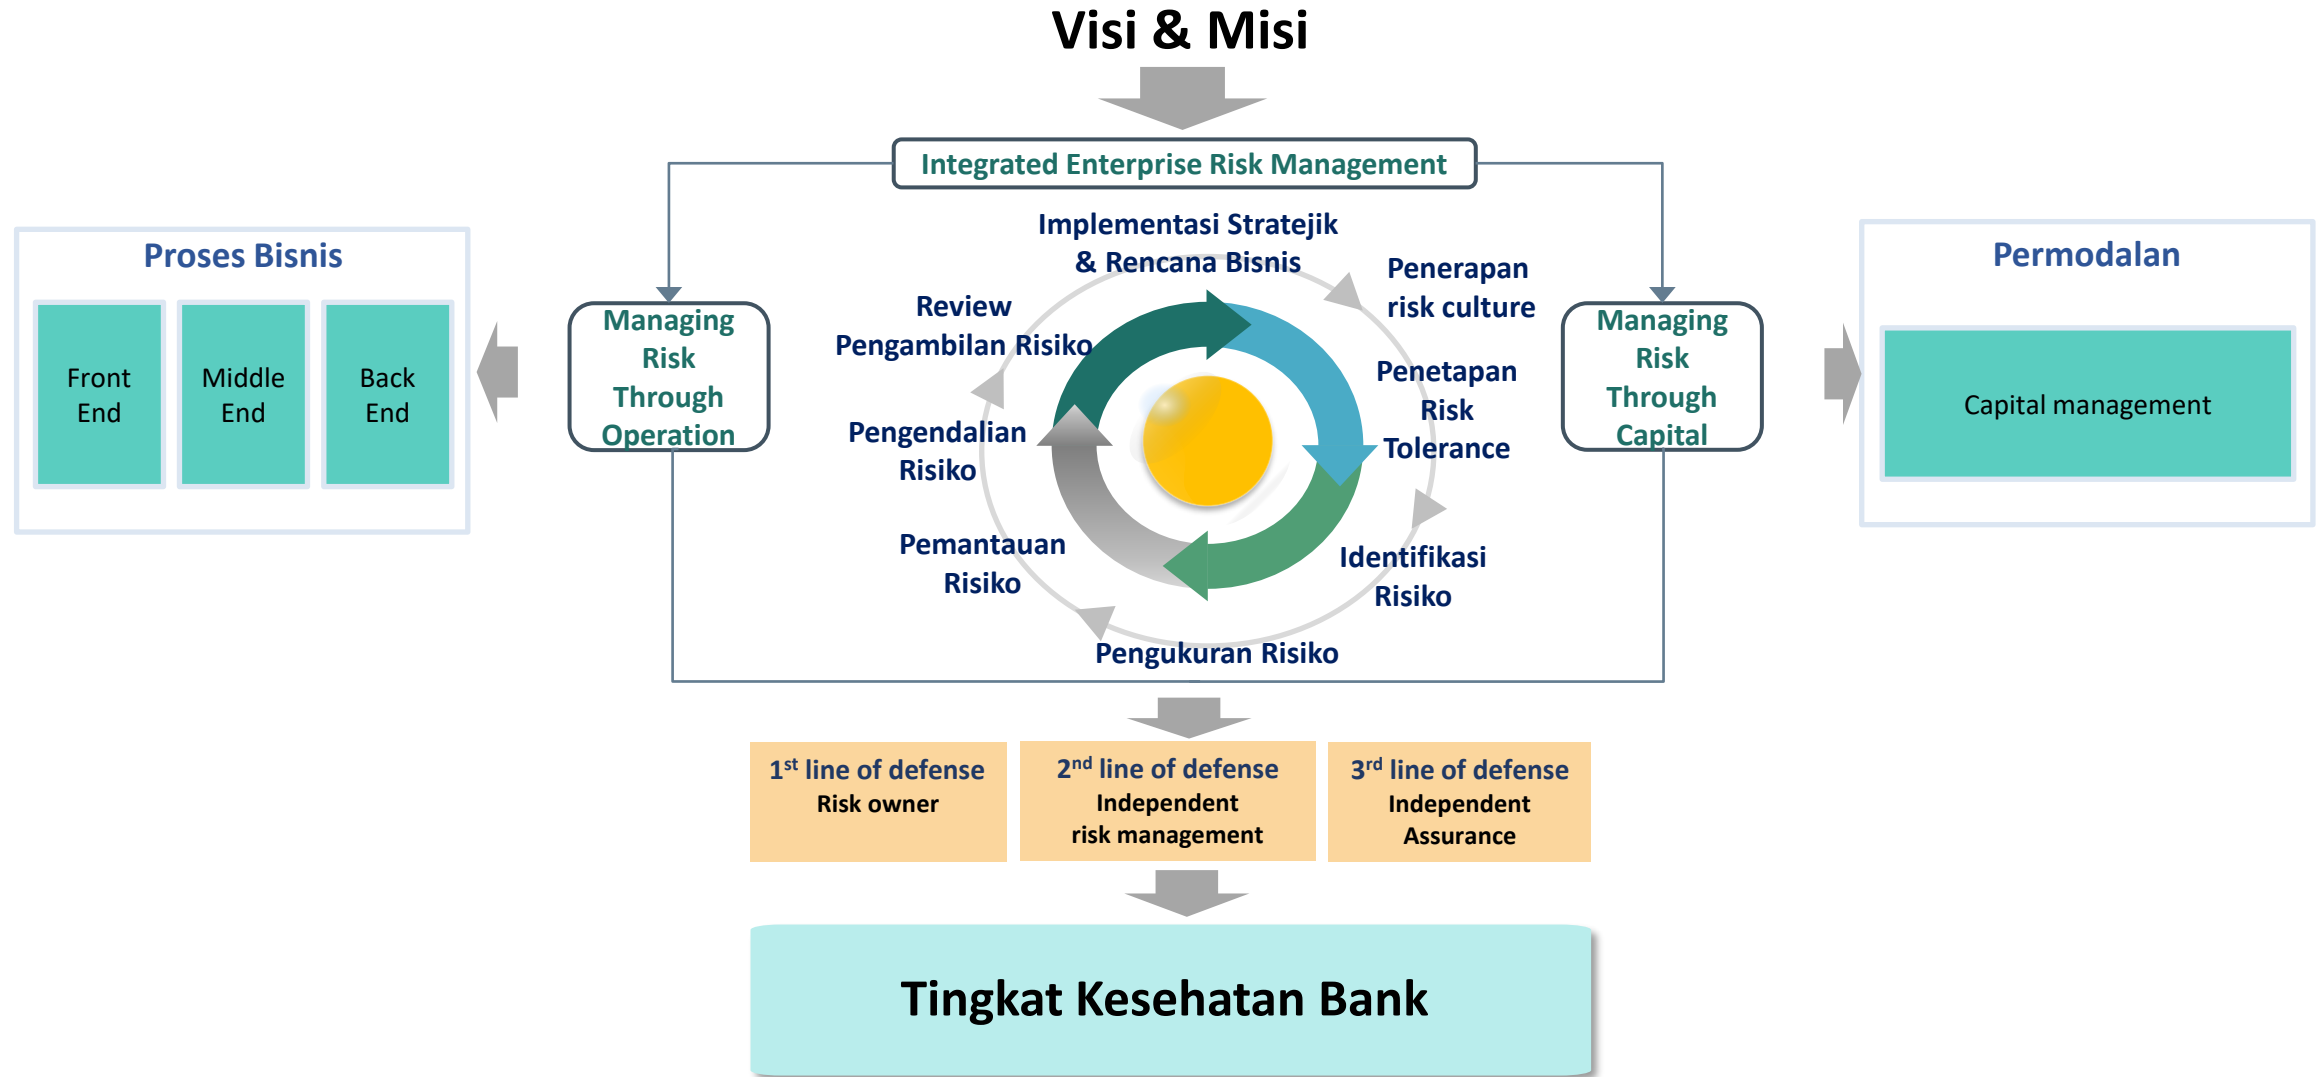 Visi & Misi
Integrated Enterprise Risk Management
Proses Bisnis
Front
End
Middle
End
Back
End
Managing
Risk
Through
Operation
Implementasi Stratejik
& Rencana Bisnis
Penerapan
risk culture
Penetapan
Risk
Tolerance
Identifikasi
Risiko
Pengukuran Risiko
Pemantauan
Risiko
Pengendalian
Risiko
Review
Pengambilan Risiko
Managing
Risk
Through
Capital
Permodalan
Capital management
1st line of defense
Risk owner
2nd line of defense
Independent
risk management
3rd line of defense
Independent
Assurance
Tingkat Kesehatan Bank